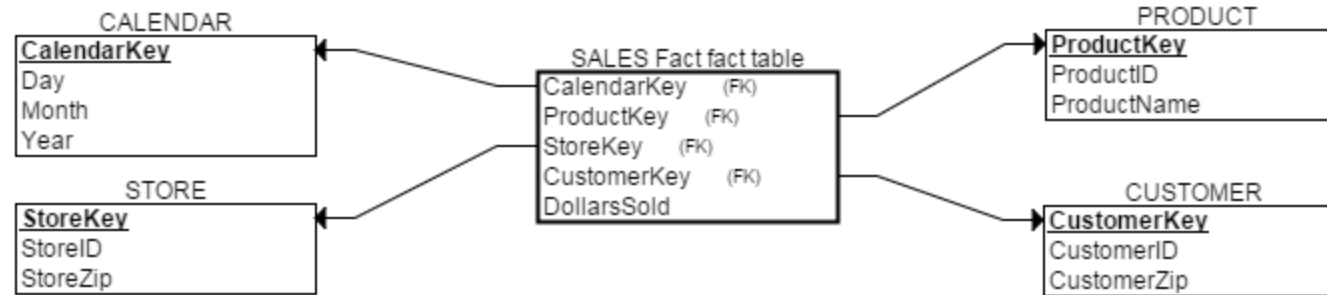 CALENDAR
CalendarKey
Day
Month
Year
STORE
StoreKey
StoreID
StoreZip
SALES Fact fact table
CalendarKey (FK)
ProductKey (FK)
StoreKey (FK)
CustomerKey (FK)
DollarsSold
PRODUCT
ProductKey
ProductID
ProductName
CUSTOMER
CustomerKey
CustomerID
CustomerZip